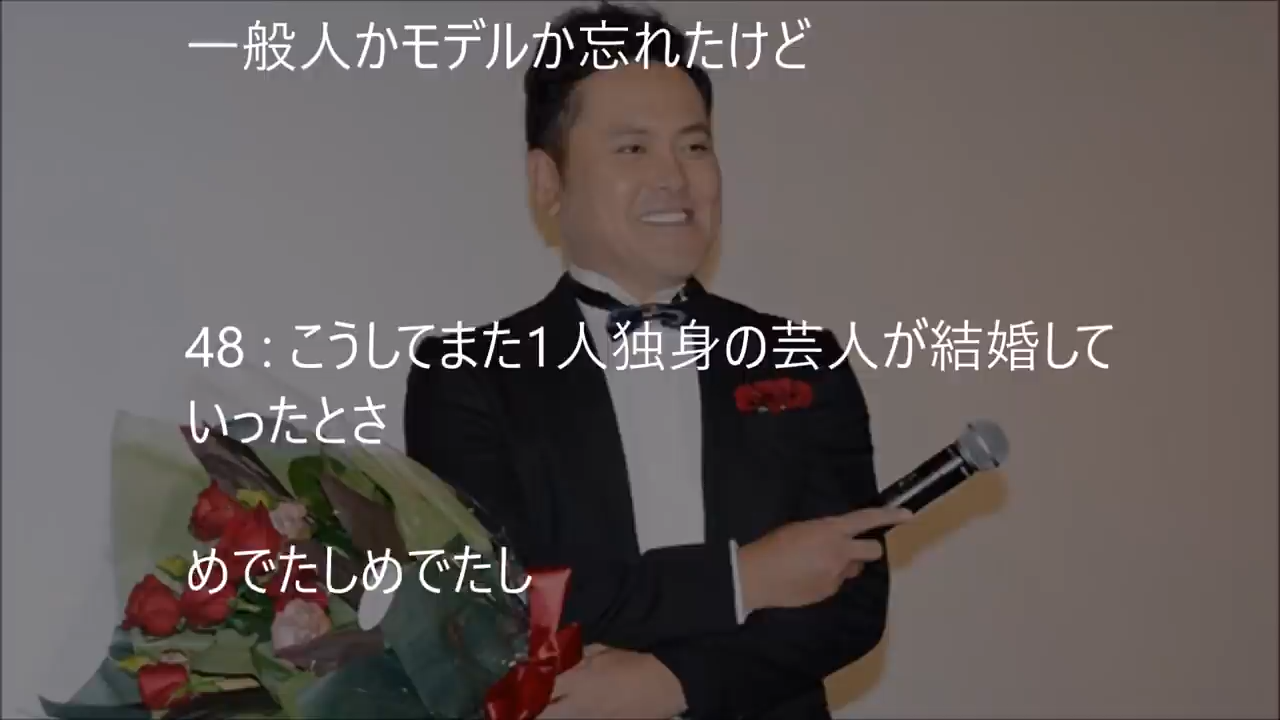 一般人かモデルか忘れたけど
48 : こうしてまた1人独身の芸人が結婚して
いったとさ
めでたしめでたし